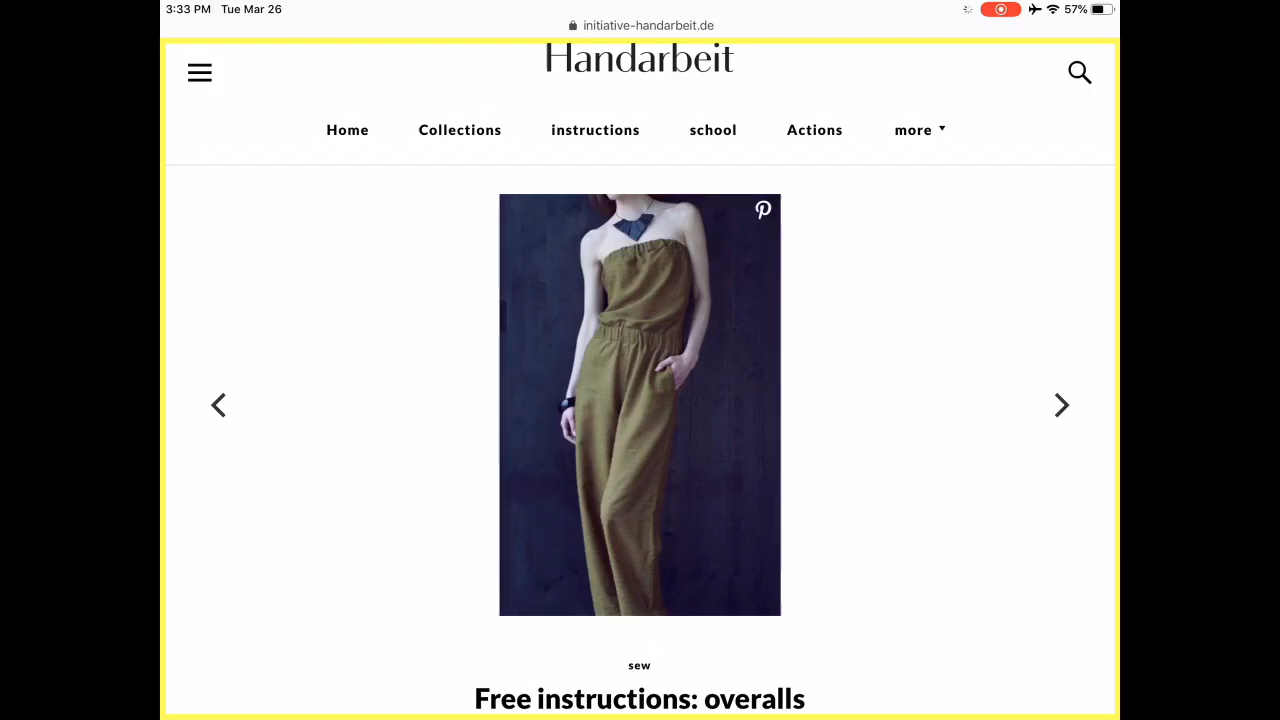 3:33 PM Tue Mar 26
57%
initiative-handarbeit.de
Handarbeit
Home Collections instructions school Actions more
sew
Free instructions: overalls